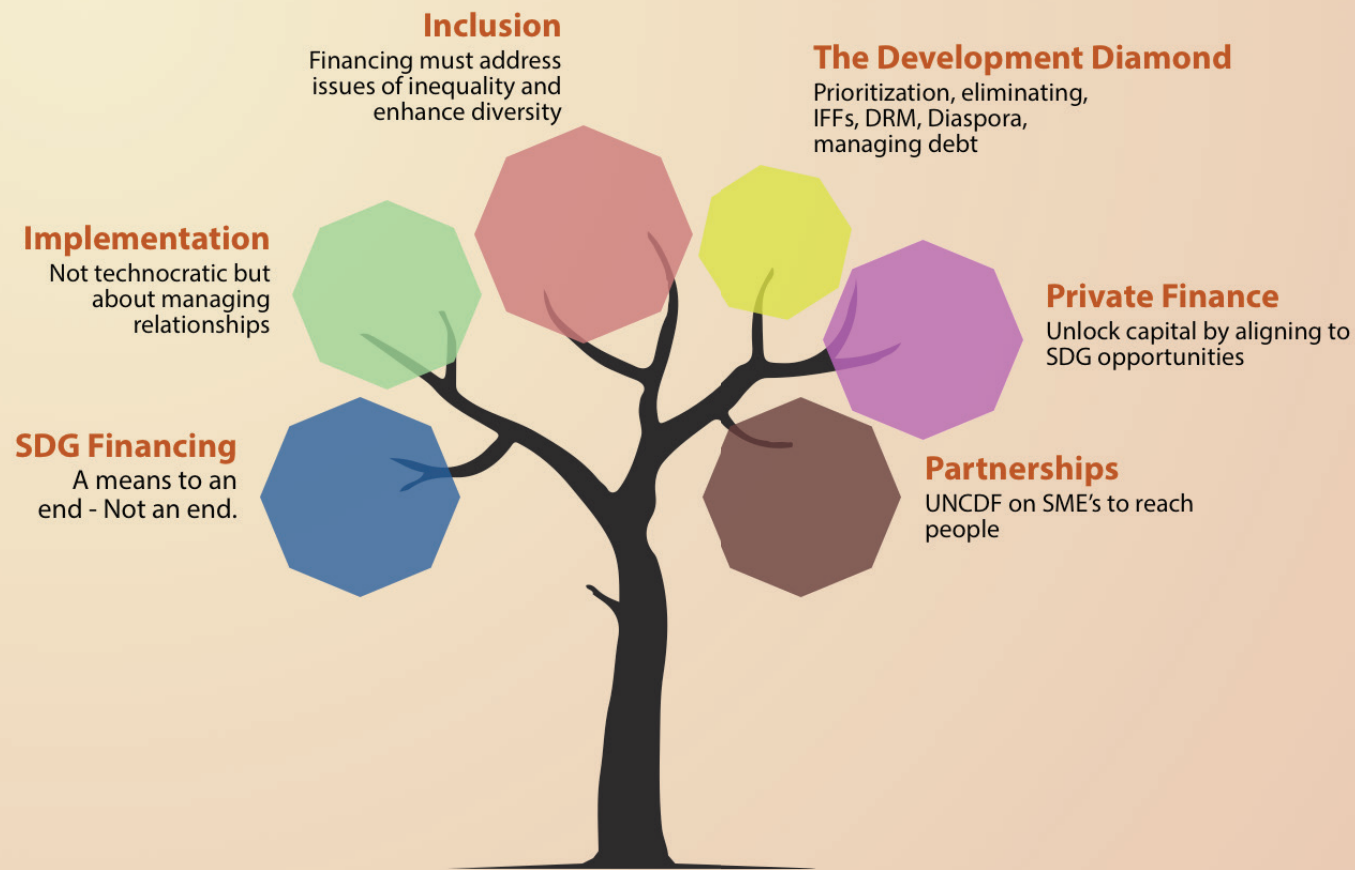 Inclusion
Financing must address
issues of inequality and
enhance diversity
The Development Diamond
Prioritization, eliminating,
IFFs, DRM, Diaspora,
managing debt
Implementation
Not technocratic but
about managing
relationships
Private Finance
Unlock capital by aligning to
SDG opportunities
SDG Financing
A means to an
end - Not an end.
Partnerships
UNCDF on SME’s to reach
people